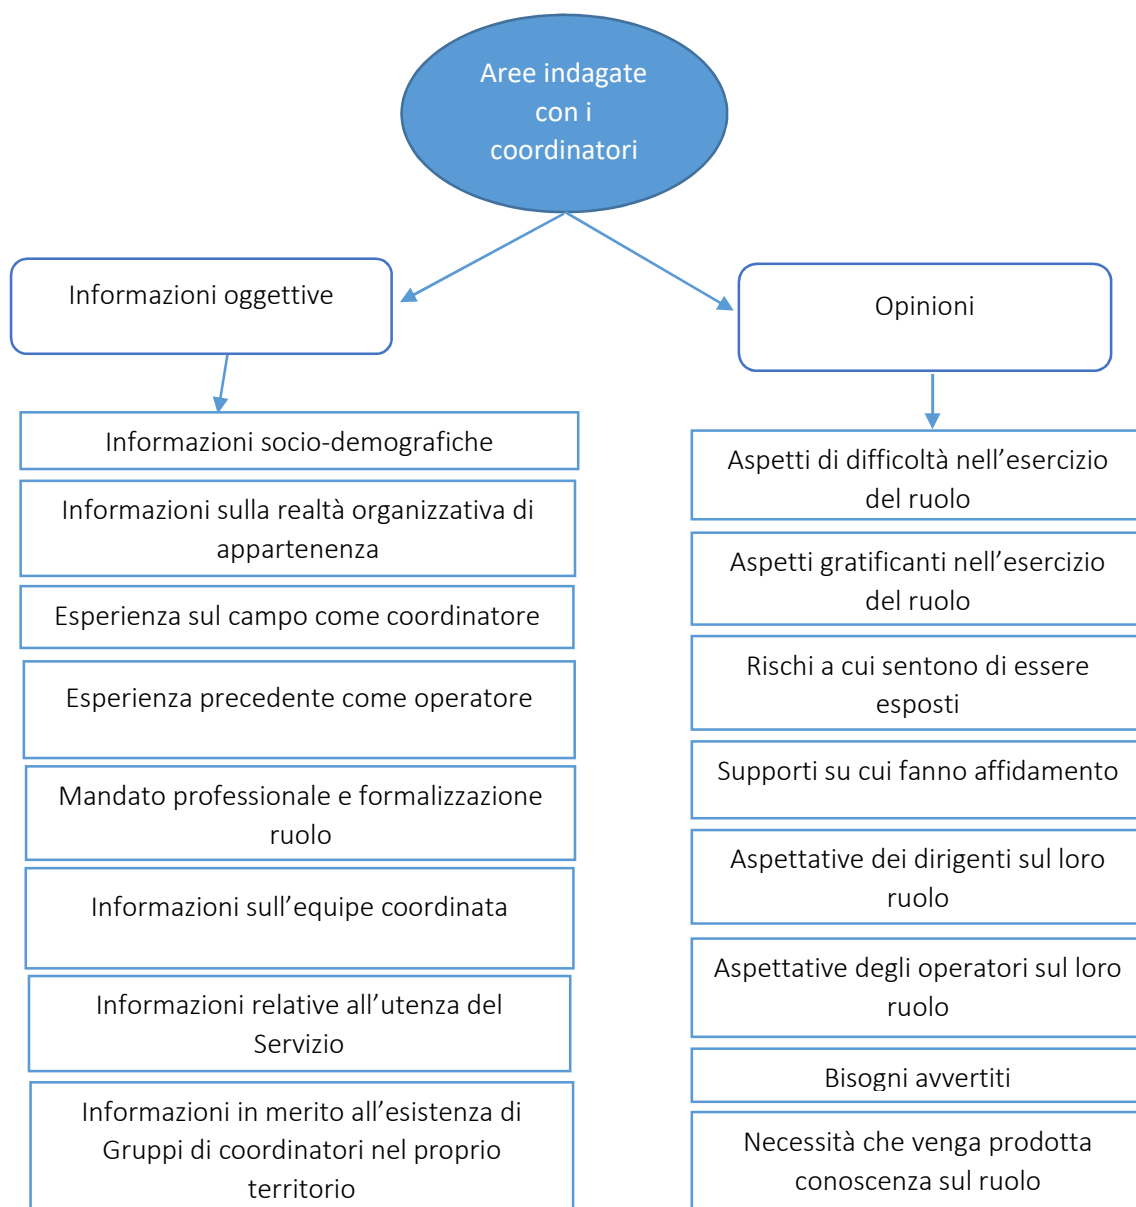 Aree indagate
con i
coordinatori
Informazioni oggettive
Informazioni socio-demografiche
Informazioni sulla realtà organizzativa di
appartenenza
Esperienza sul campo come coordinatore
Esperienza precedente come operatore
Mandato professionale e formalizzazione
ruolo
Informazioni sull’equipe coordinata
Informazioni relative all’utenza del
Servizio
Informazioni in merito all’esistenza di
Gruppi di coordinatori nel proprio
territorio
Opinioni
Aspetti di difficoltà nell’esercizio
del ruolo
Aspetti gratificanti nell’esercizio
del ruolo
Rischi a cui sentono di essere
esposti
Supporti su cui fanno affidamento
Aspettative dei dirigenti sul loro
ruolo
Aspettative degli operatori sul loro
ruolo
Bisogni avvertiti
Necessità che venga prodotta
conoscenza sul ruolo